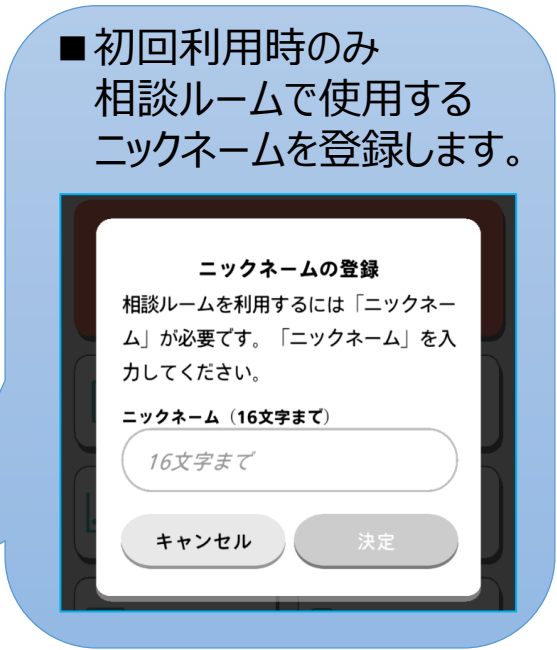 ■初回利用時のみ
相談ルームで使用する
ニックネームを登録します。
ニックネームの登録
相談ルームを利用するには「ニックネー
ム」が必要です。「ニックネーム」を入
力してください。
ニックネーム（16文字まで）
16文字まで
キャンセル 決定